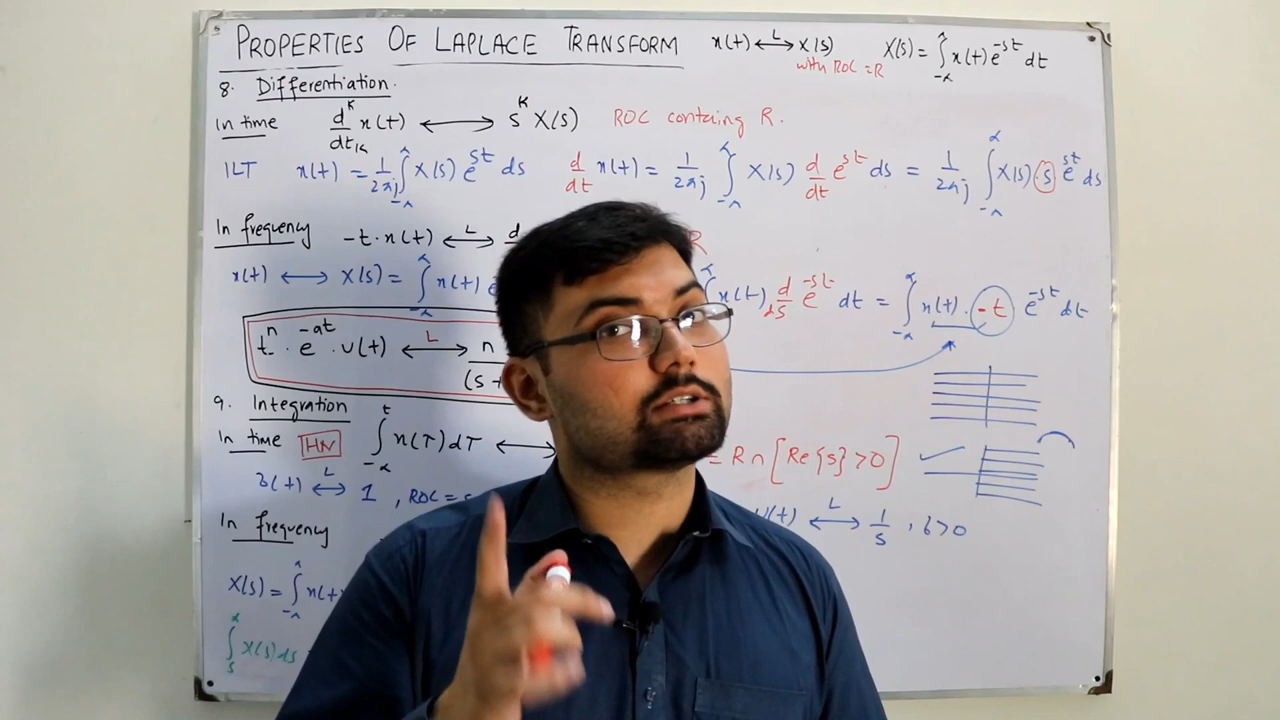 PROPERTIES OF LAPLACE TRANSFORM x(t) ⟷ᴸ X(s) X(s) = ∫_{-∞}^{∞} x(t) e^{-st} dt
with ROC = R
8. Differentiation
In time d^k/dt^k x(t) ⟷ s^k X(s) ROC containg R.
ILT x(t) = 1/2πj ∫_{-∞}^{∞} X(s) e^{st} ds d/dt x(t) = 1/2πj ∫_{-∞}^{∞} X(s) d/dt e^{st} ds = 1/2πj ∫_{-∞}^{∞} X(s) · s e^{st} ds
In frequency -t·x(t) ⟷ᴸ d R
x(t) ⟷ X(s) = ∫_{-∞}^{∞} x(t) e ∫ x(t) d/ds e^{-st} dt = ∫_{-∞}^{∞} x(t) · -t e^{-st} dt
t^n · e^{-at} · u(t) ⟷ᴸ n (s+
9. Integration
In time HW ∫_{-∞}^{t} x(τ) dτ ⟷ = R ∩ [Re{s} > 0]
δ(t) ⟷ᴸ 1 , ROC = s u(t) ⟷ᴸ 1/s , σ>0
In frequency
X(s) = ∫_{-∞}^{∞} x(t)
∫_{s}^{∞} X(s) ds